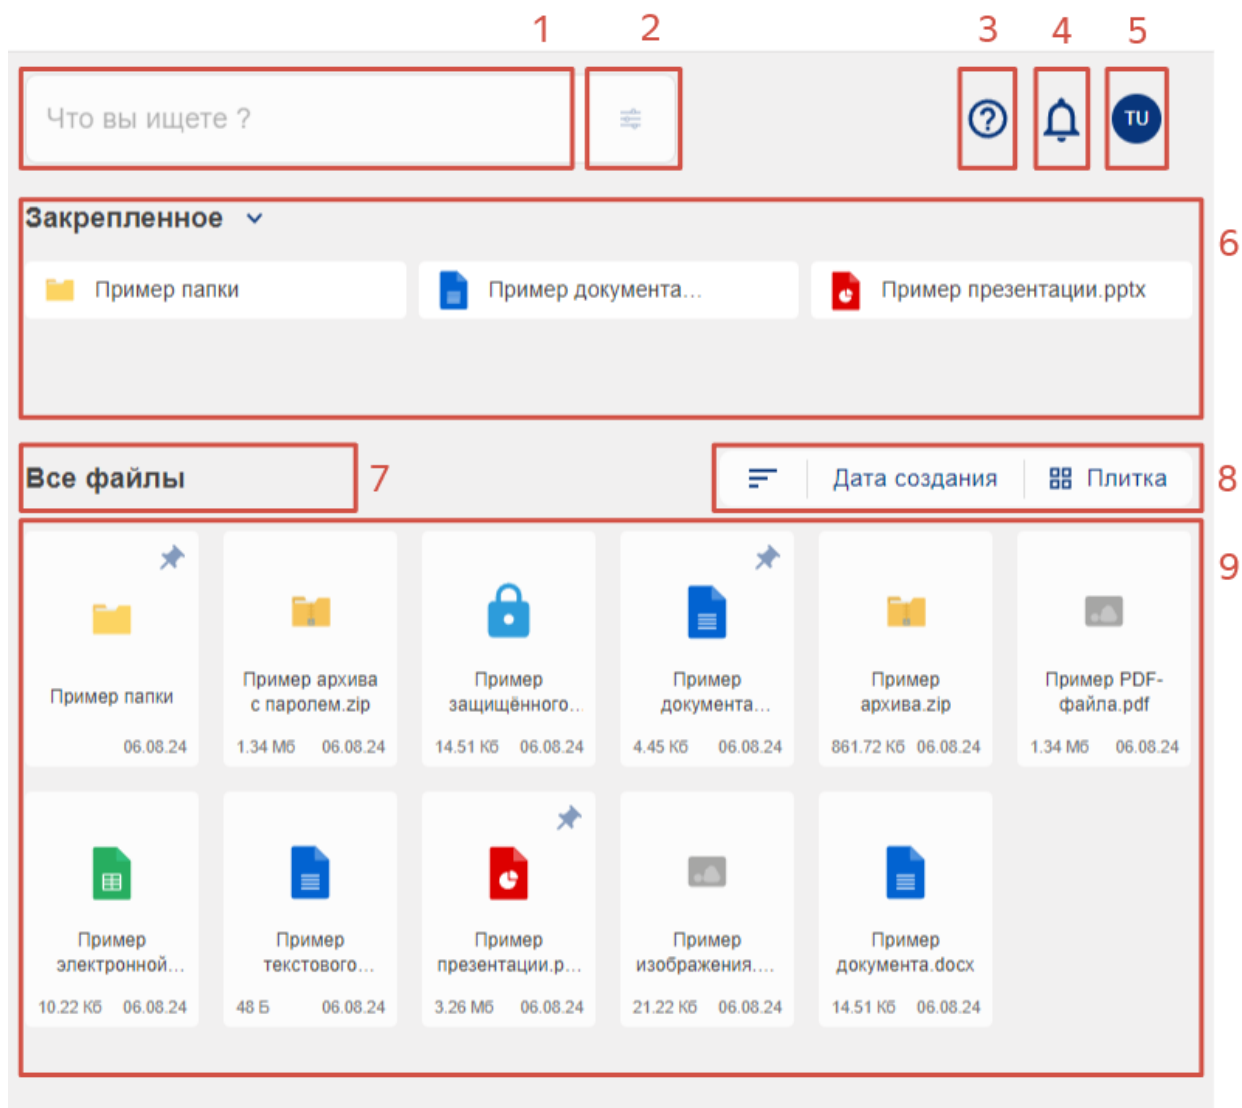 1 2 3 4 5
Что вы ищете ?
TU
Закрепленное
6
Пример папки
Пример документа...
Пример презентации.pptx
Все файлы
7
Дата создания
Плитка
8
9
Пример папки
06.08.24
Пример архива
с паролем.zip
1.34 Мб 06.08.24
Пример
защищённого...
14.51 Кб 06.08.24
Пример
документа...
4.45 Кб 06.08.24
Пример
архива.zip
861.72 Кб 06.08.24
Пример PDF-
файла.pdf
1.34 Мб 06.08.24
Пример
электронной...
10.22 Кб 06.08.24
Пример
текстового...
48 Б 06.08.24
Пример
презентации.р...
3.26 Мб 06.08.24
Пример
изображения....
21.22 Кб 06.08.24
Пример
документа.docx
14.51 Кб 06.08.24